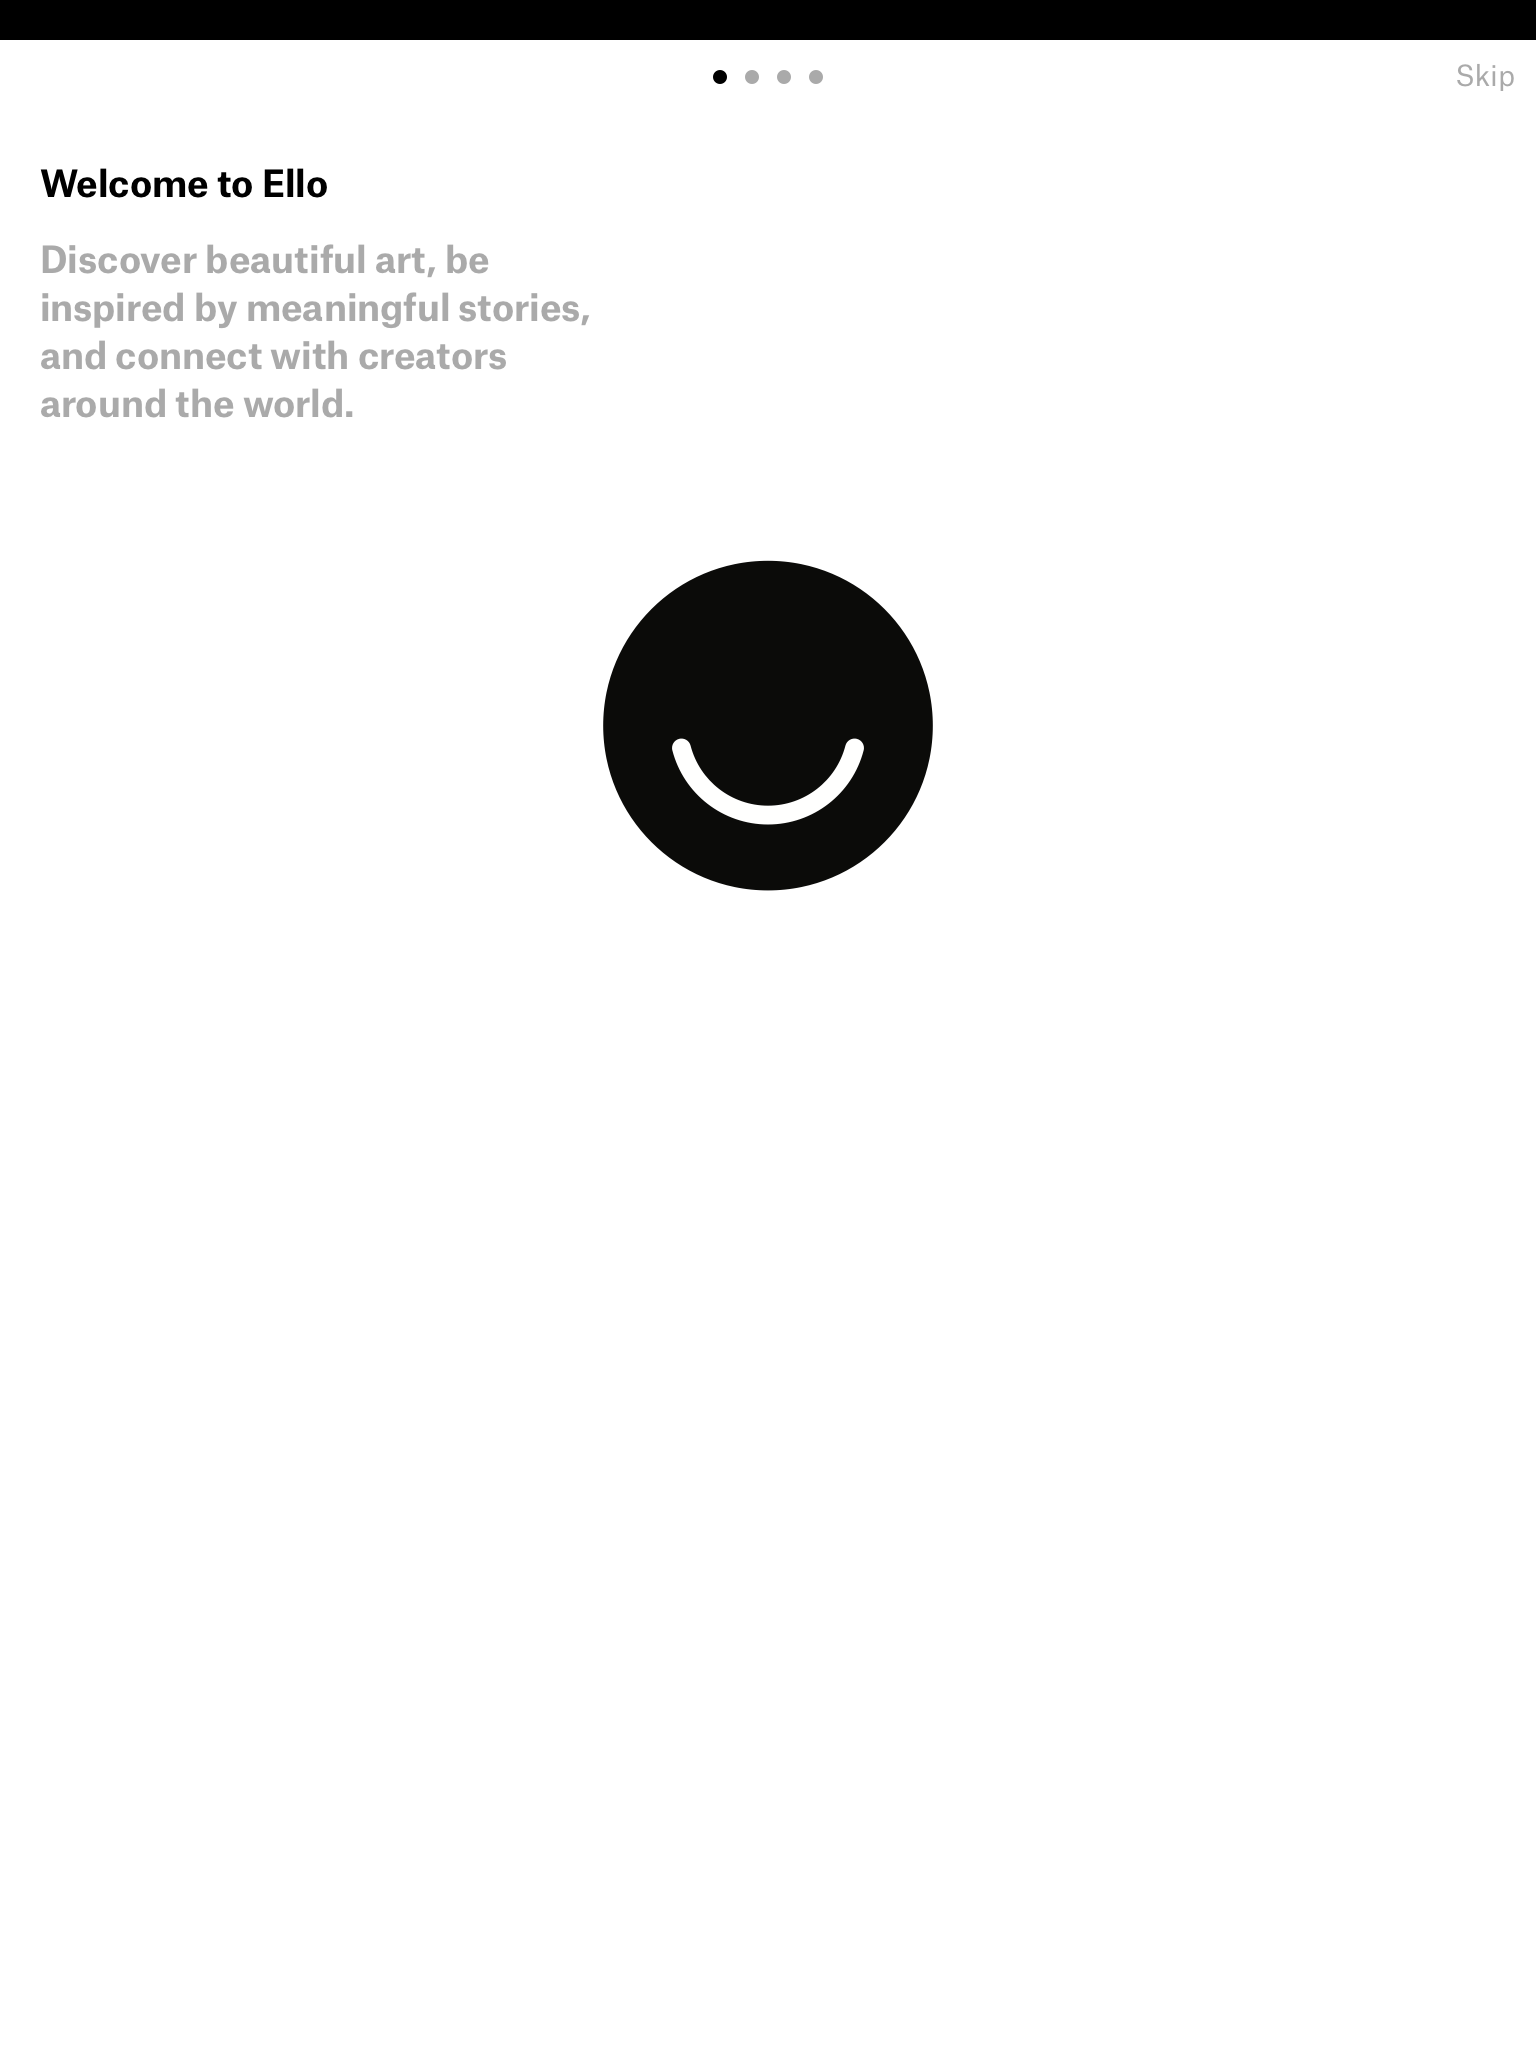 Skip
Welcome to Ello
Discover beautiful art, be
inspired by meaningful stories,
and connect with creators
around the world.